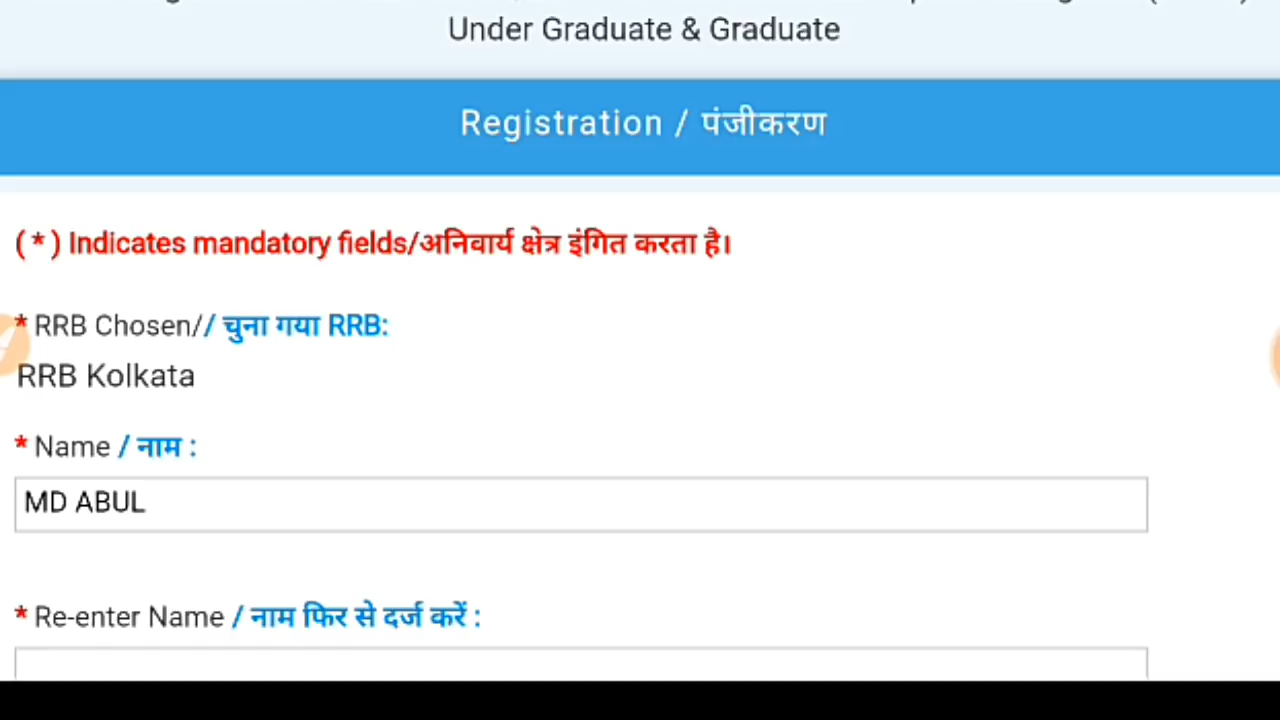 Under Graduate & Graduate
Registration / पंजीकरण
( * ) Indicates mandatory fields/अनिवार्य क्षेत्र इंगित करता है।
* RRB Chosen// चुना गया RRB:
RRB Kolkata
* Name / नाम :
MD ABUL
* Re-enter Name / नाम फिर से दर्ज करें :